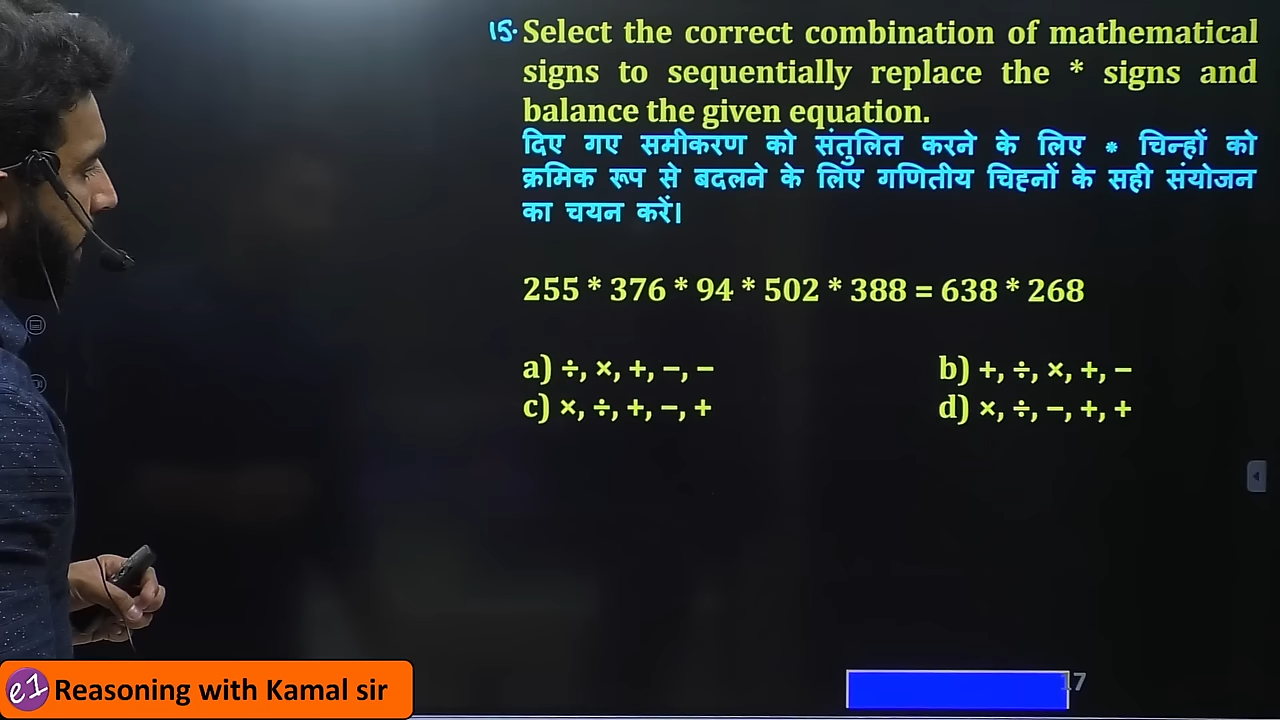 15. Select the correct combination of mathematical
signs to sequentially replace the * signs and
balance the given equation.
दिए गए समीकरण को संतुलित करने के लिए * चिन्हों को
क्रमिक रूप से बदलने के लिए गणितीय चिह्नों के सही संयोजन
का चयन करें।
255 * 376 * 94 * 502 * 388 = 638 * 268
a) ÷, ×, +, −, −
b) +, ÷, ×, +, −
c) ×, ÷, +, −, +
d) ×, ÷, −, +, +
e1 Reasoning with Kamal sir
17